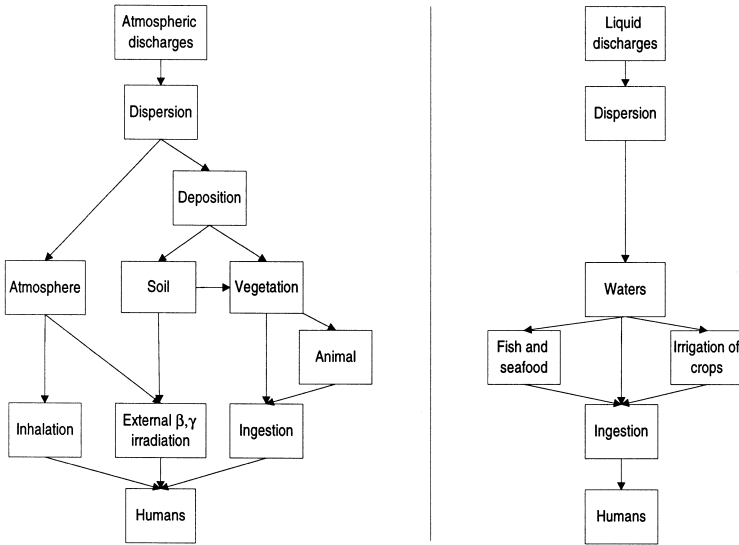 Atmospheric
discharges
Dispersion
Deposition
Atmosphere
Soil
Vegetation
Animal
Inhalation
External β,γ
irradiation
Ingestion
Humans
Liquid
discharges
Dispersion
Waters
Fish and
seafood
Irrigation of
crops
Ingestion
Humans